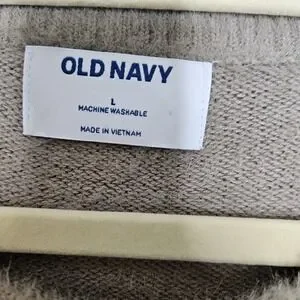 OLD NAVY
L
MACHINE WASHABLE
MADE IN VIETNAM